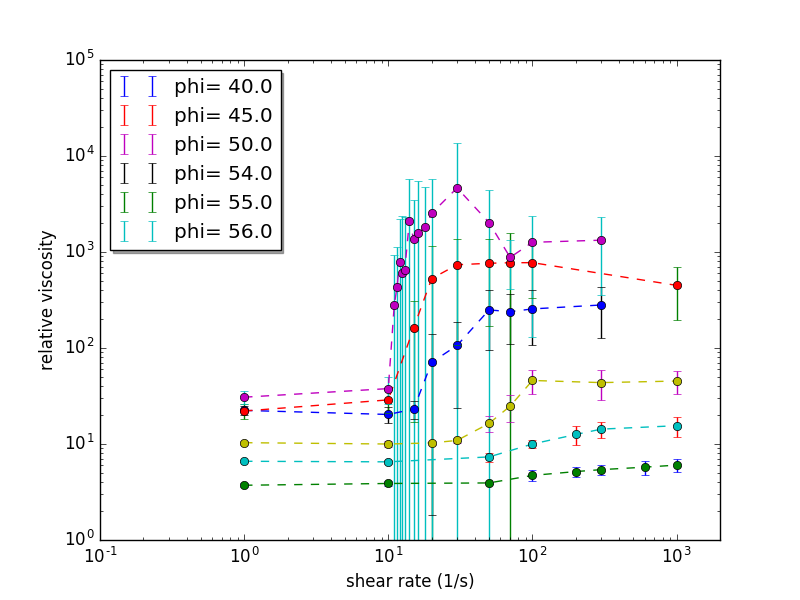 10^5
10^4
10^3
10^2
10^1
10^0
relative viscosity
phi= 40.0
phi= 45.0
phi= 50.0
phi= 54.0
phi= 55.0
phi= 56.0
10^-1 10^0 10^1 10^2 10^3
shear rate (1/s)